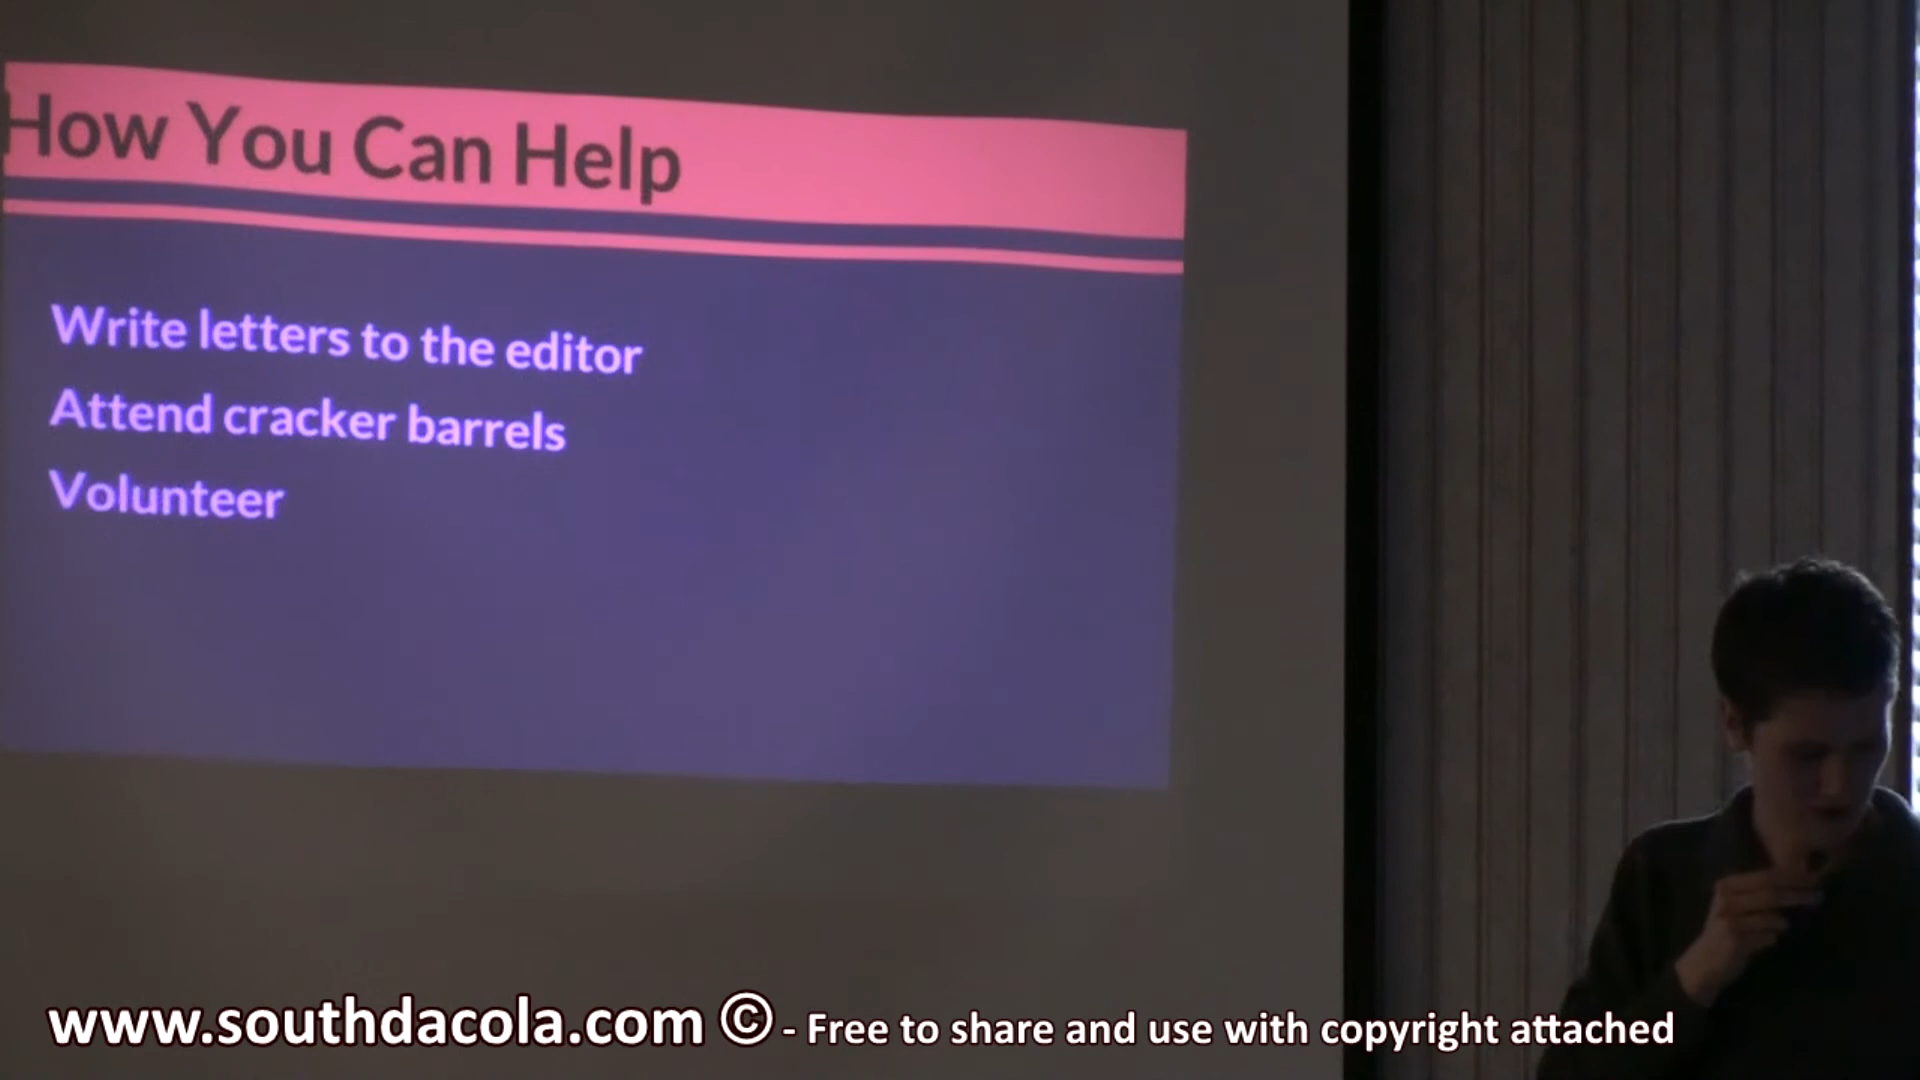 How You Can Help
Write letters to the editor
Attend cracker barrels
Volunteer
www.southdacola.com © - Free to share and use with copyright attached